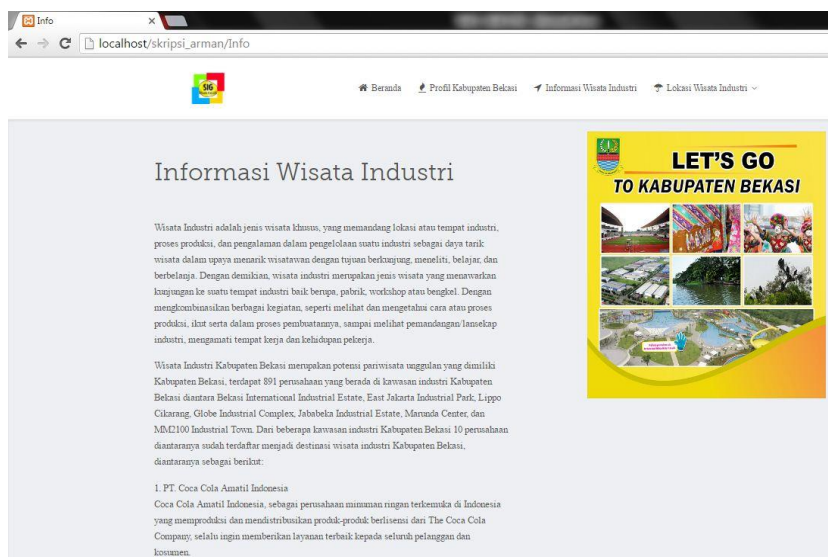 Info
localhost/skripsi_arman/Info
SIG
Beranda
Profil Kabupaten Bekasi
Informasi Wisata Industri
Lokasi Wisata Industri
Informasi Wisata Industri
Wisata Industri adalah jenis wisata khusus, yang memandang lokasi atau tempat industri,
proses produksi, dan pengalaman dalam pengelolaan suatu industri sebagai daya tarik
wisata dalam upaya menarik wisatawan dengan tujuan berkunjung, meneliti, belajar, dan
berbelanja. Dengan demikian, wisata industri merupakan jenis wisata yang menawarkan
kunjungan ke suatu tempat industri baik berupa, pabrik, workshop atau bengkel. Dengan
mengkombinasikan berbagai kegiatan, seperti melihat dan mengetahui cara atau proses
produksi, ikut serta dalam proses pembuatannya, sampai melihat pemandangan/lansekap
industri, mengamati tempat kerja dan kehidupan pekerja.
Wisata Industri Kabupaten Bekasi merupakan potensi pariwisata unggulan yang dimiliki
Kabupaten Bekasi, terdapat 891 perusahaan yang berada di kawasan industri Kabupaten
Bekasi diantara Bekasi International Industrial Estate, East Jakarta Industrial Park, Lippo
Cikarang, Globe Industrial Complex, Jababeka Industrial Estate, Marunda Center, dan
MM2100 Industrial Town. Dari beberapa kawasan industri Kabupaten Bekasi 10 perusahaan
diantaranya sudah terdaftar menjadi destinasi wisata industri Kabupaten Bekasi,
diantaranya sebagai berikut:
1. PT. Coca Cola Amatil Indonesia
Coca Cola Amatil Indonesia, sebagai perusahaan minuman ringan terkemuka di Indonesia
yang memproduksi dan mendistribusikan produk-produk berlisensi dari The Coca Cola
Company, selalu ingin memberikan layanan terbaik kepada seluruh pelanggan dan
kosumen.
LET'S GO
TO KABUPATEN BEKASI